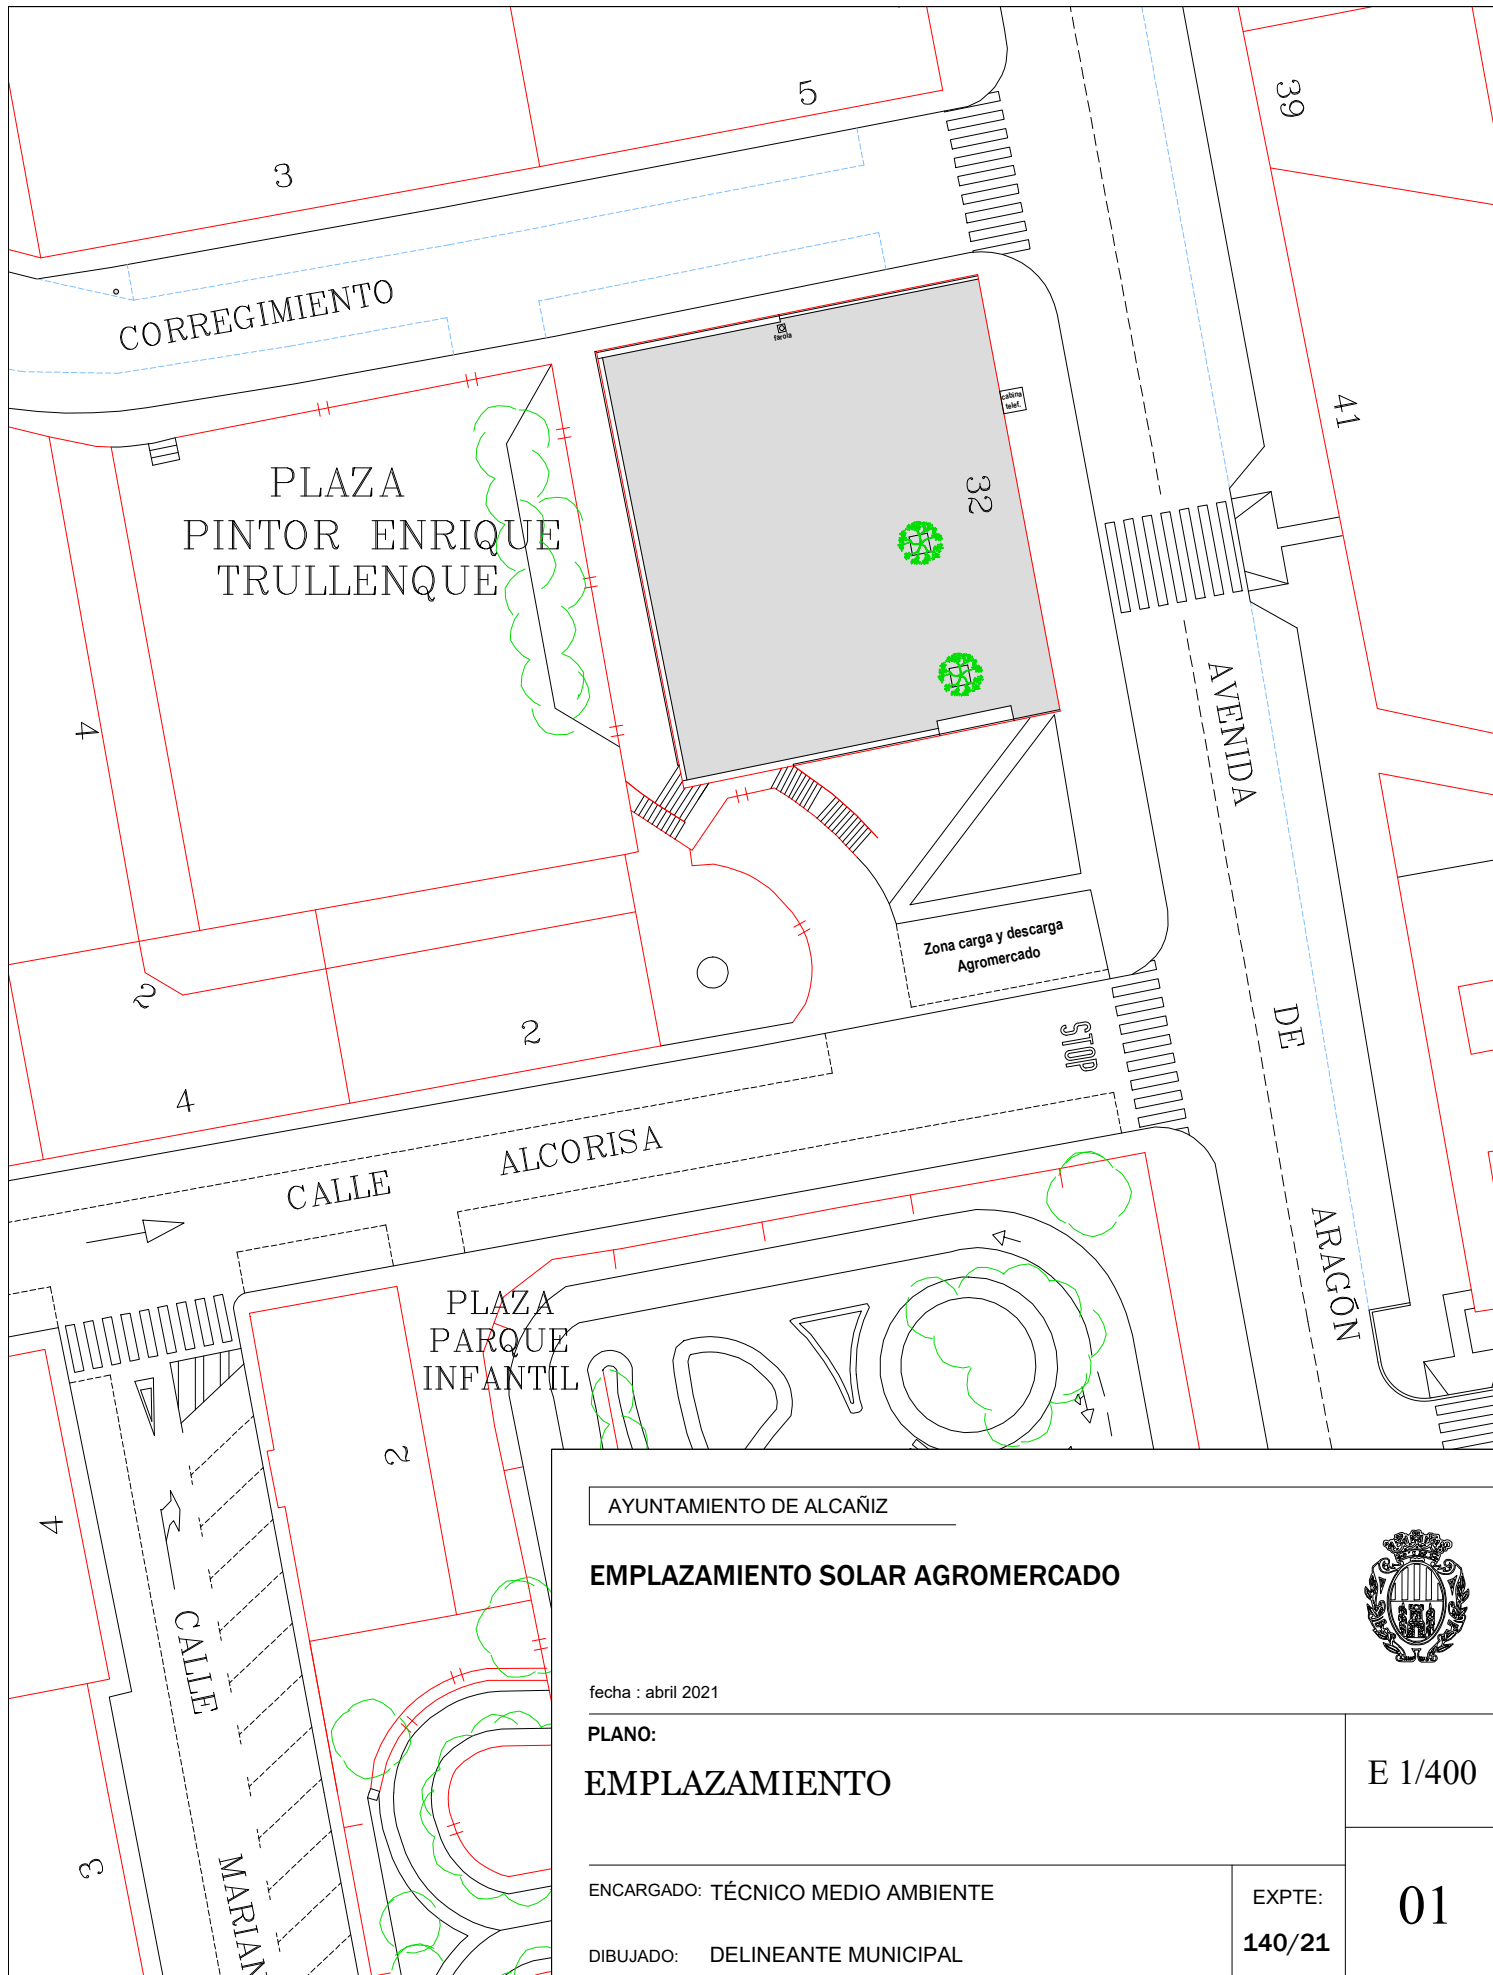 5
39
3
CORREGIMIENTO
farola
cabina
telef.
41
PLAZA
PINTOR ENRIQUE
TRULLENQUE
32
4
AVENIDA
DE
ARAGÓN
Zona carga y descarga
Agromercado
2
2
4
STOP
CALLE ALCORISA
PLAZA
PARQUE
INFANTIL
2
4
CALLE
MARIAN
3
AYUNTAMIENTO DE ALCAÑIZ
EMPLAZAMIENTO SOLAR AGROMERCADO
fecha : abril 2021
PLANO:
EMPLAZAMIENTO
E 1/400
ENCARGADO: TÉCNICO MEDIO AMBIENTE
EXPTE:
140/21
01
DIBUJADO: DELINEANTE MUNICIPAL